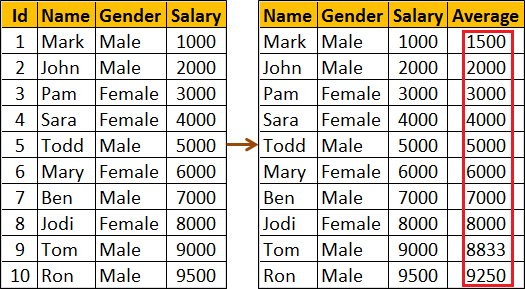 Id Name Gender Salary Name Gender Salary Average
1 Mark Male 1000 Mark Male 1000 1500
2 John Male 2000 John Male 2000 2000
3 Pam Female 3000 Pam Female 3000 3000
4 Sara Female 4000 Sara Female 4000 4000
5 Todd Male 5000 Todd Male 5000 5000
6 Mary Female 6000 Mary Female 6000 6000
7 Ben Male 7000 Ben Male 7000 7000
8 Jodi Female 8000 Jodi Female 8000 8000
9 Tom Male 9000 Tom Male 9000 8833
10 Ron Male 9500 Ron Male 9500 9250